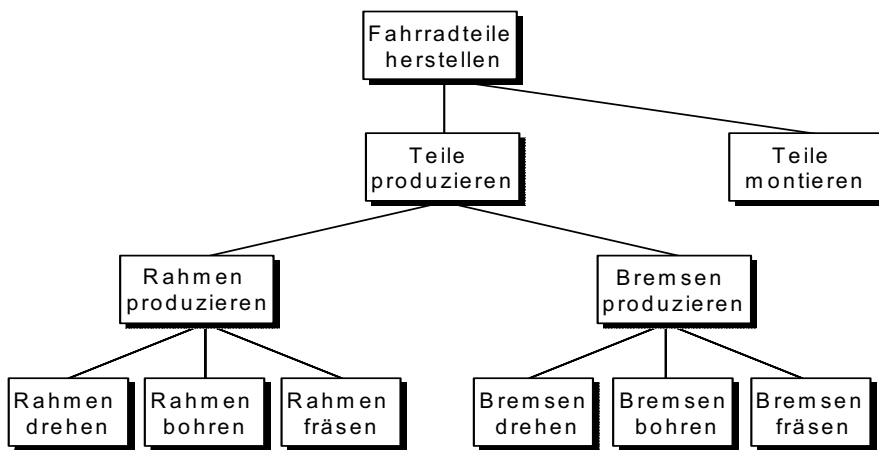 Fahrradteile
herstellen
Teile
produzieren
Teile
montieren
Rahmen
produzieren
Bremsen
produzieren
Rahmen
drehen
Rahmen
bohren
Rahmen
fräsen
Bremsen
drehen
Bremsen
bohren
Bremsen
fräsen